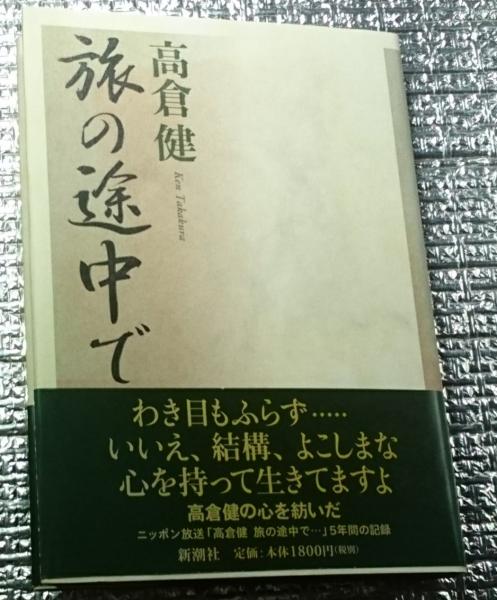 高倉健
Ken Takakura
旅の途中で
わき目もふらず‥‥‥
いいえ、結構、よこしまな
心を持って生きてますよ
高倉健の心を紡いだ
ニッポン放送「高倉健 旅の途中で…」5年間の記録
新潮社 定価:本体1800円(税別)